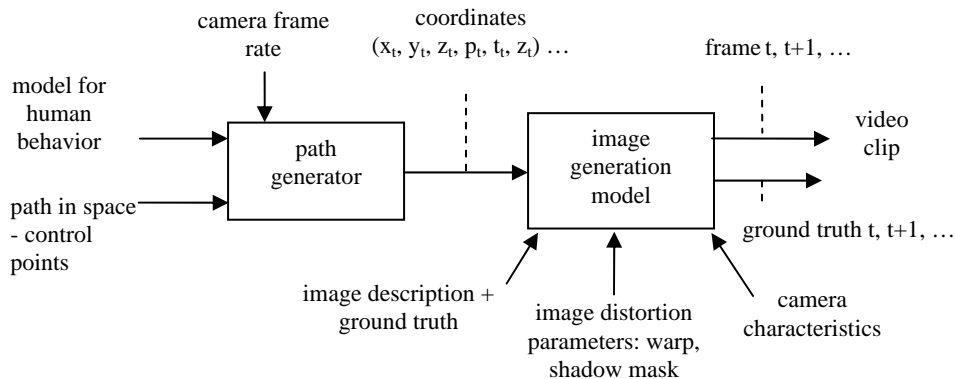 camera frame
rate
coordinates
(xt, yt, zt, pt, tt, zt) …
frame t, t+1, …
model for
human
behavior
path
generator
image
generation
model
video
clip
path in space
- control
points
ground truth t, t+1, …
image description +
ground truth
image distortion
parameters: warp,
shadow mask
camera
characteristics